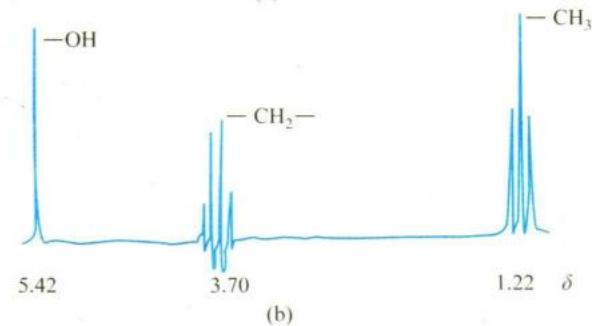 —OH
— CH₂—
— CH₃
5.42 3.70 1.22 δ
(b)